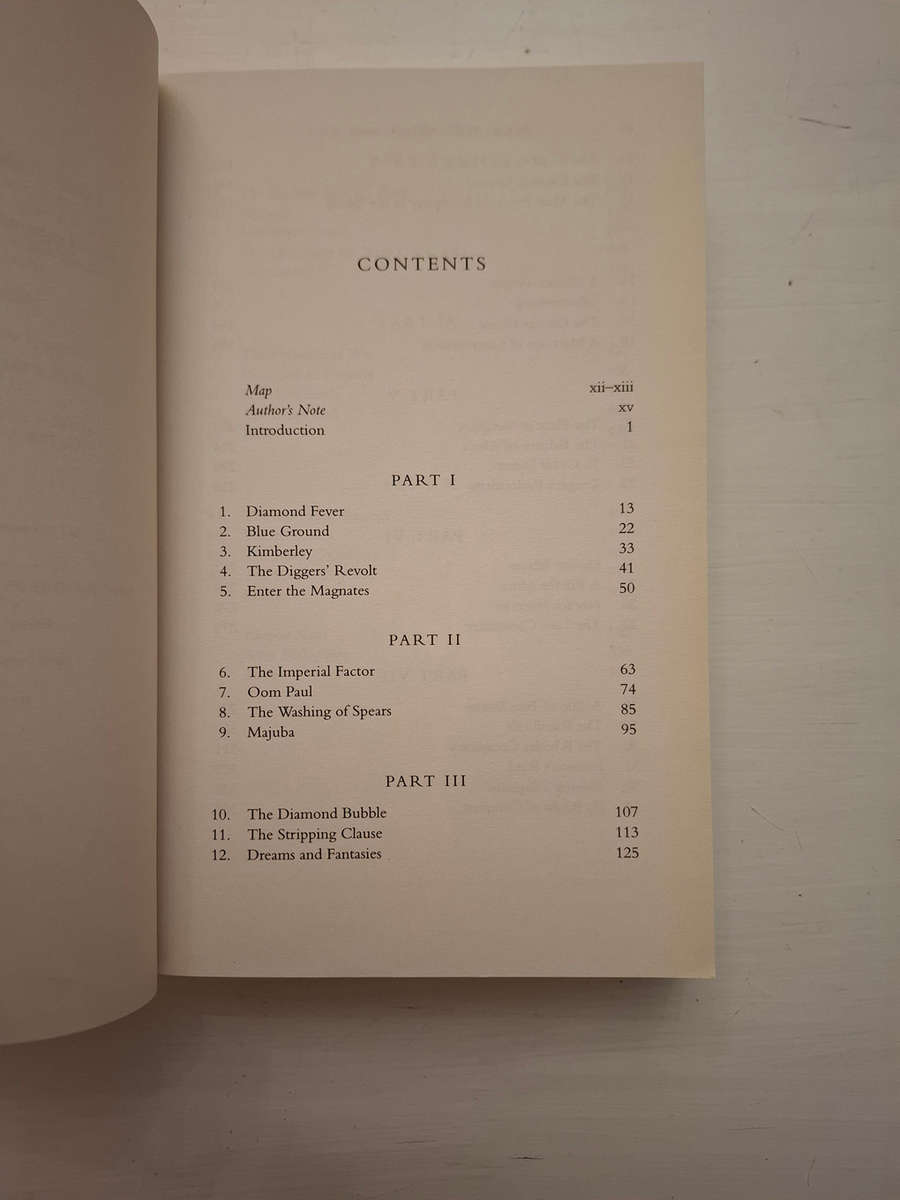 CONTENTS
Map xii–xiii
Author's Note xv
Introduction 1
PART I
1. Diamond Fever 13
2. Blue Ground 22
3. Kimberley 33
4. The Diggers' Revolt 41
5. Enter the Magnates 50
PART II
6. The Imperial Factor 63
7. Oom Paul 74
8. The Washing of Spears 85
9. Majuba 95
PART III
10. The Diamond Bubble 107
11. The Stripping Clause 113
12. Dreams and Fantasies 125